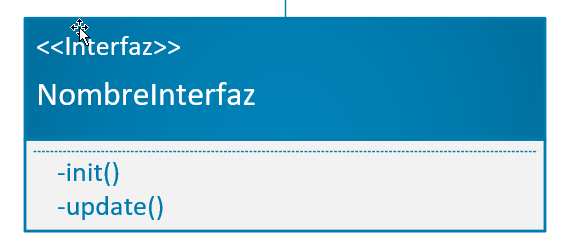 <<Interfaz>>
NombreInterfaz
-init()
-update()